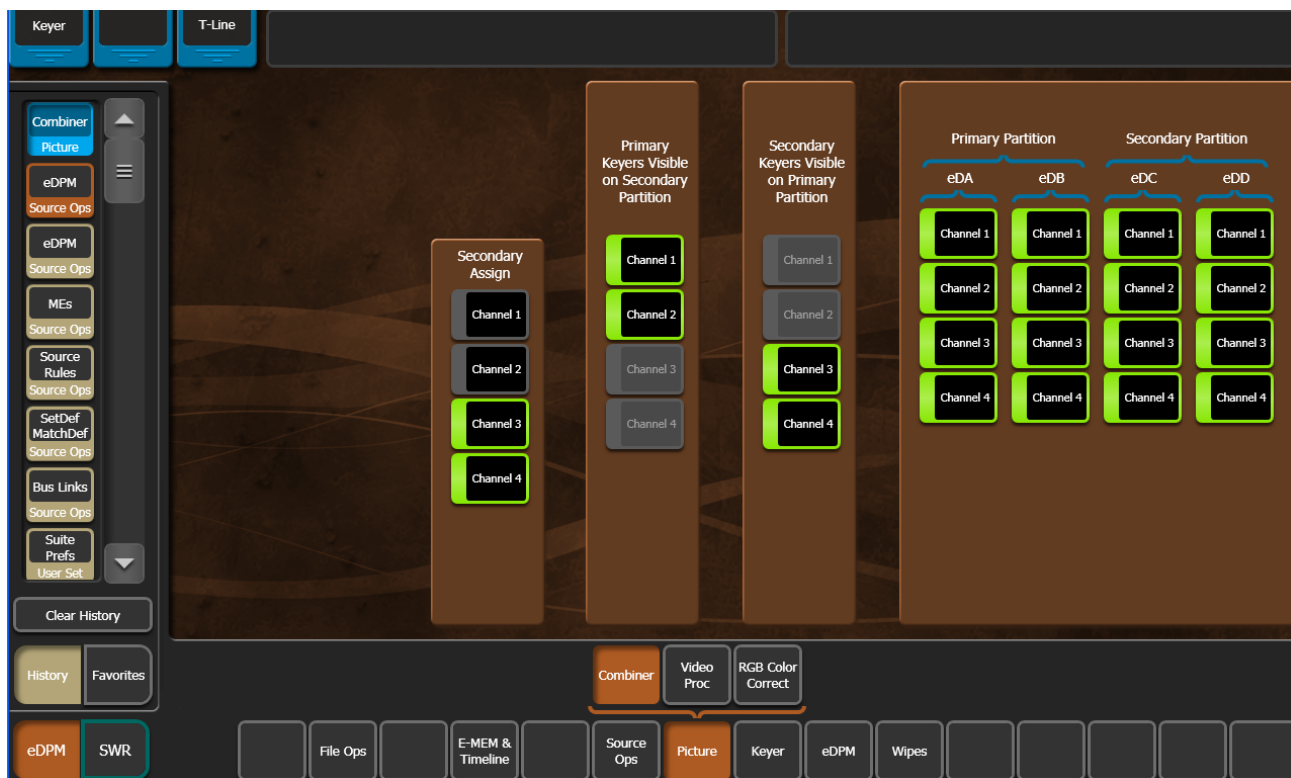 Keyer
T-Line
Combiner
Picture
eDPM
Source Ops
eDPM
Source Ops
MEs
Source Ops
Source
Rules
Source Ops
SetDef
MatchDef
Source Ops
Bus Links
Source Ops
Suite
Prefs
User Set
Clear History
History
Favorites
eDPM
SWR
Secondary
Assign
Channel 1
Channel 2
Channel 3
Channel 4
Primary
Keyers Visible
on Secondary
Partition
Channel 1
Channel 2
Channel 3
Channel 4
Secondary
Keyers Visible
on Primary
Partition
Channel 1
Channel 2
Channel 3
Channel 4
Primary Partition
Secondary Partition
eDA
eDB
eDC
eDD
Channel 1
Channel 1
Channel 1
Channel 1
Channel 2
Channel 2
Channel 2
Channel 2
Channel 3
Channel 3
Channel 3
Channel 3
Channel 4
Channel 4
Channel 4
Channel 4
Combiner
Video
Proc
RGB Color
Correct
File Ops
E-MEM &
Timeline
Source
Ops
Picture
Keyer
eDPM
Wipes